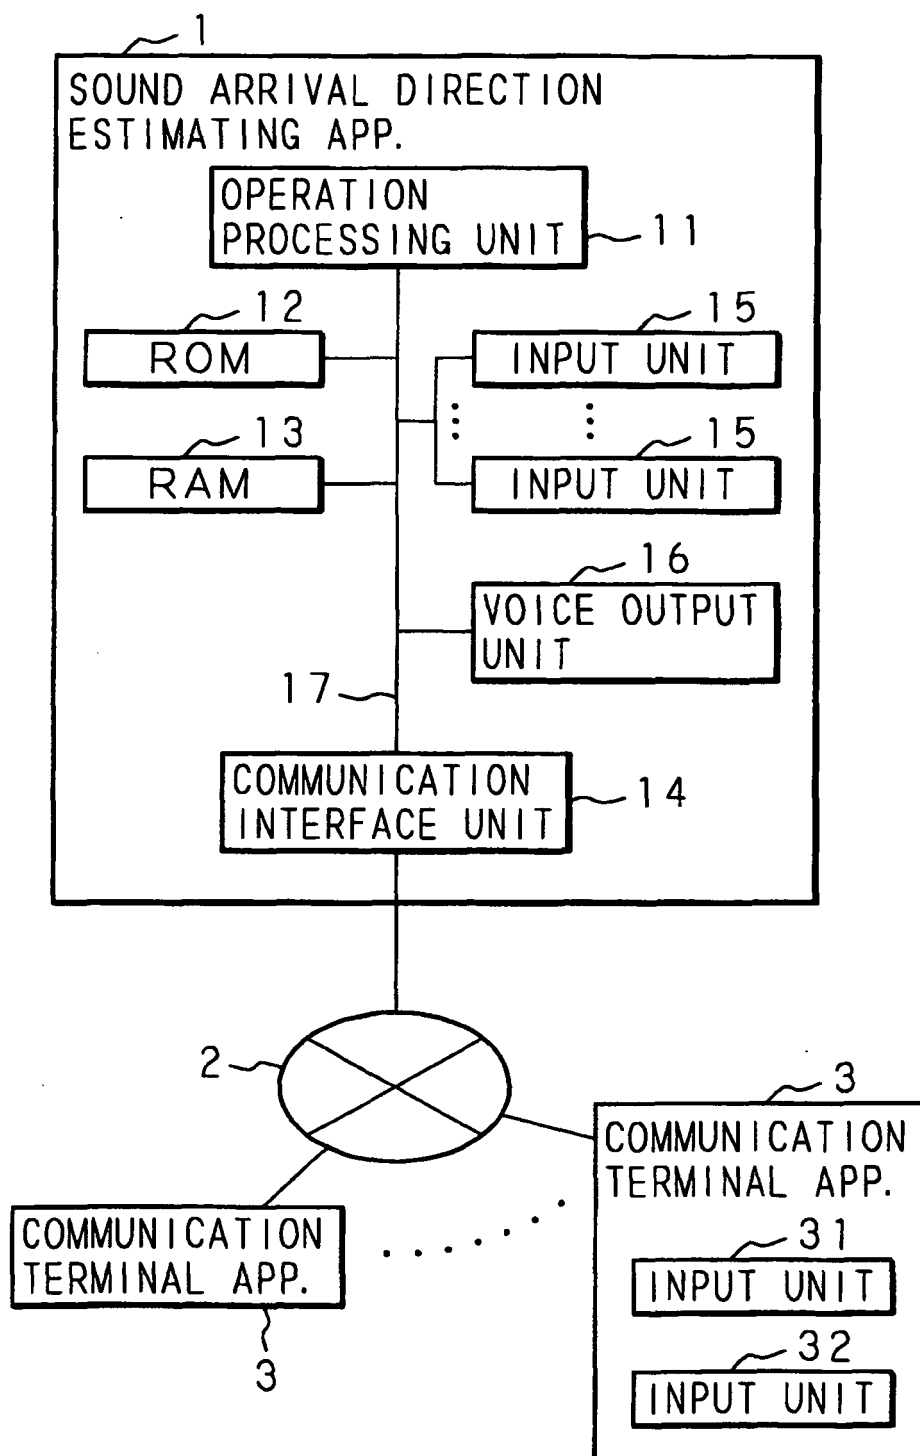 1
SOUND ARRIVAL DIRECTION
ESTIMATING APP.
OPERATION
PROCESSING UNIT
11
12
ROM
15
INPUT UNIT
13
RAM
15
INPUT UNIT
16
VOICE OUTPUT
UNIT
17
COMMUNICATION
INTERFACE UNIT
14
2
3
COMMUNICATION
TERMINAL APP.
31
INPUT UNIT
32
INPUT UNIT
COMMUNICATION
TERMINAL APP.
3